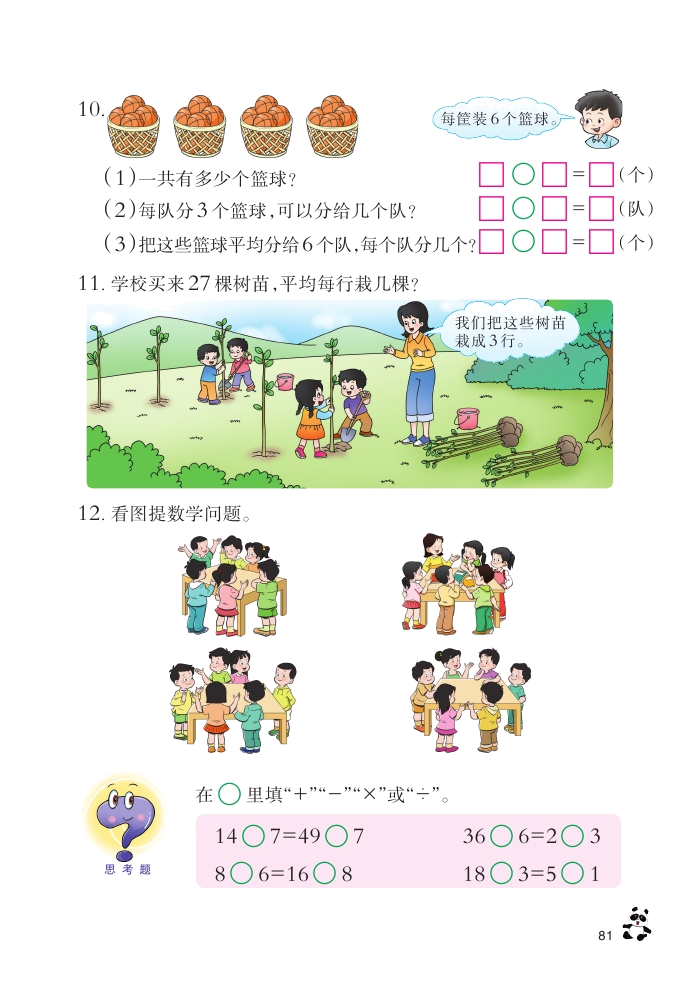 10.
每筐装6个篮球。
(1)一共有多少个篮球? □○□=□(个)
(2)每队分3个篮球,可以分给几个队? □○□=□(队)
(3)把这些篮球平均分给6个队,每个队分几个? □○□=□(个)
11. 学校买来27棵树苗,平均每行栽几棵?
我们把这些树苗
栽成3行。
12. 看图提数学问题。
在○里填“+”“-”“×”或“÷”。
14○7=49○7 36○6=2○3
8○6=16○8 18○3=5○1
思考题
81